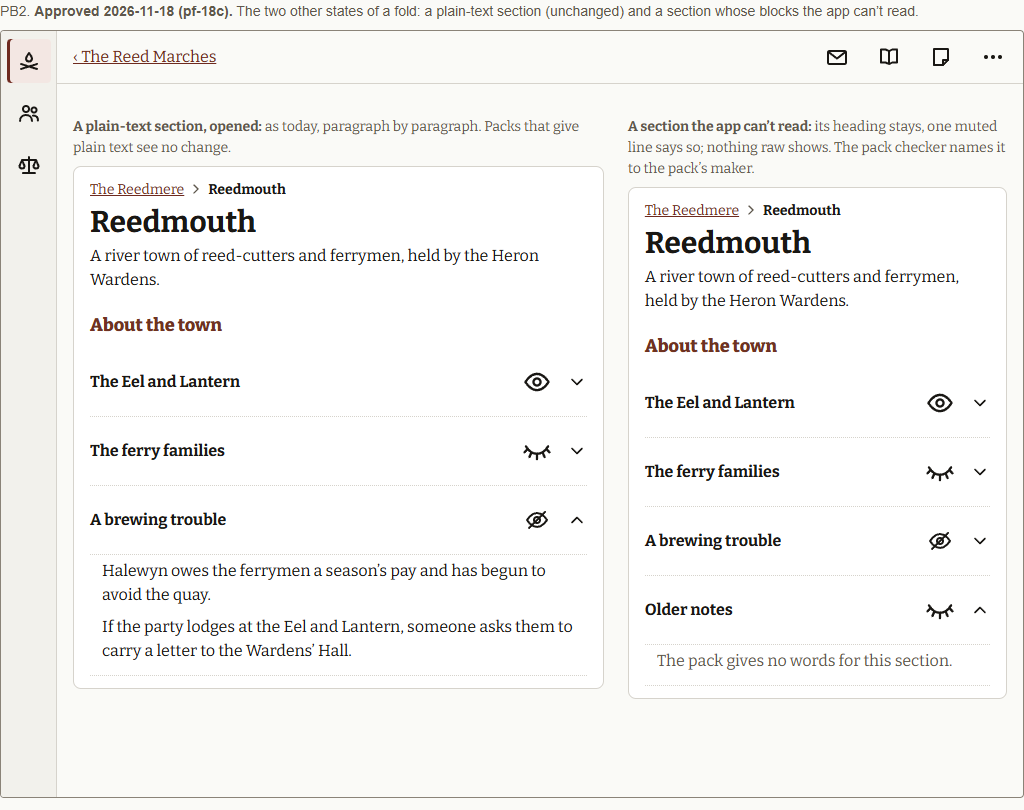 PB2. Approved 2026-11-18 (pf-18c). The two other states of a fold: a plain-text section (unchanged) and a section whose blocks the app can’t read.
‹ The Reed Marches
A plain-text section, opened: as today, paragraph by paragraph. Packs that give
plain text see no change.
The Reedmere > Reedmouth
Reedmouth
A river town of reed-cutters and ferrymen, held by the Heron
Wardens.
About the town
The Eel and Lantern
The ferry families
A brewing trouble
Halewyn owes the ferrymen a season’s pay and has begun to
avoid the quay.
If the party lodges at the Eel and Lantern, someone asks them to
carry a letter to the Wardens’ Hall.
A section the app can’t read: its heading stays, one muted
line says so; nothing raw shows. The pack checker names it
to the pack’s maker.
The Reedmere > Reedmouth
Reedmouth
A river town of reed-cutters and ferrymen,
held by the Heron Wardens.
About the town
The Eel and Lantern
The ferry families
A brewing trouble
Older notes
The pack gives no words for this section.